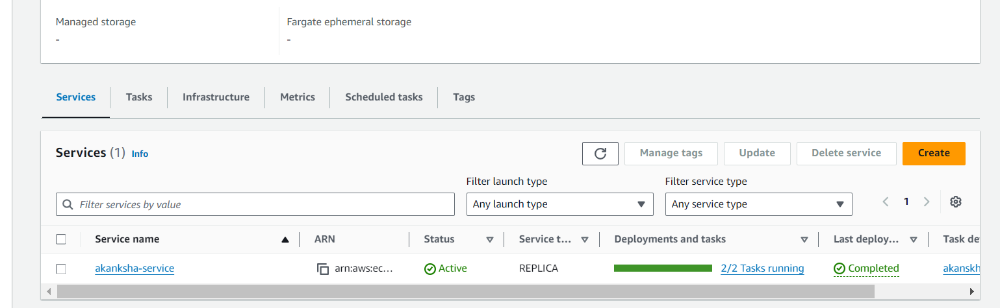 Managed storage
-
Fargate ephemeral storage
-
Services
Tasks
Infrastructure
Metrics
Scheduled tasks
Tags
Services (1) Info
Manage tags
Update
Delete service
Create
Filter launch type
Filter service type
Filter services by value
Any launch type
Any service type
1
Service name
ARN
Status
Service t...
Deployments and tasks
Last deploy...
Task de
akanksha-service
arn:aws:ec...
Active
REPLICA
2/2 Tasks running
Completed
akanskh